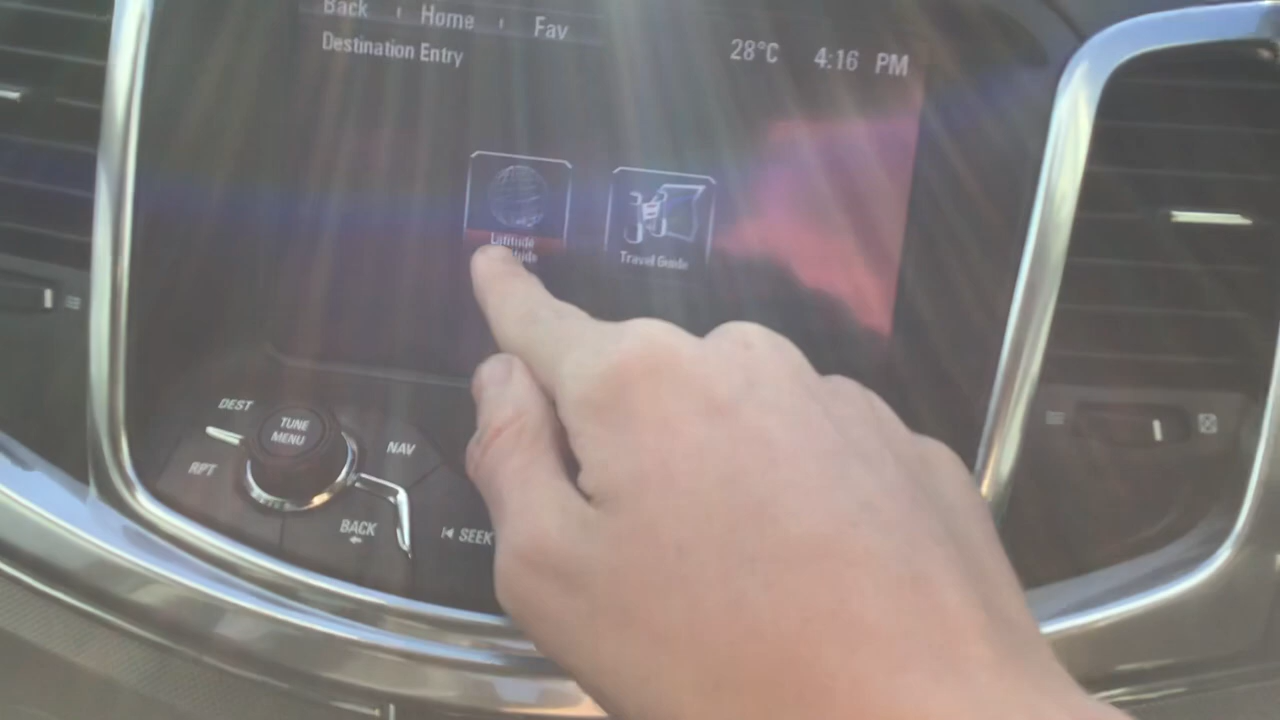 Back Home Fav
Destination Entry
28°C 4:16 PM
Latitude
Travel Guide
DEST
TUNE
MENU
NAV
RPT
BACK
SEEK